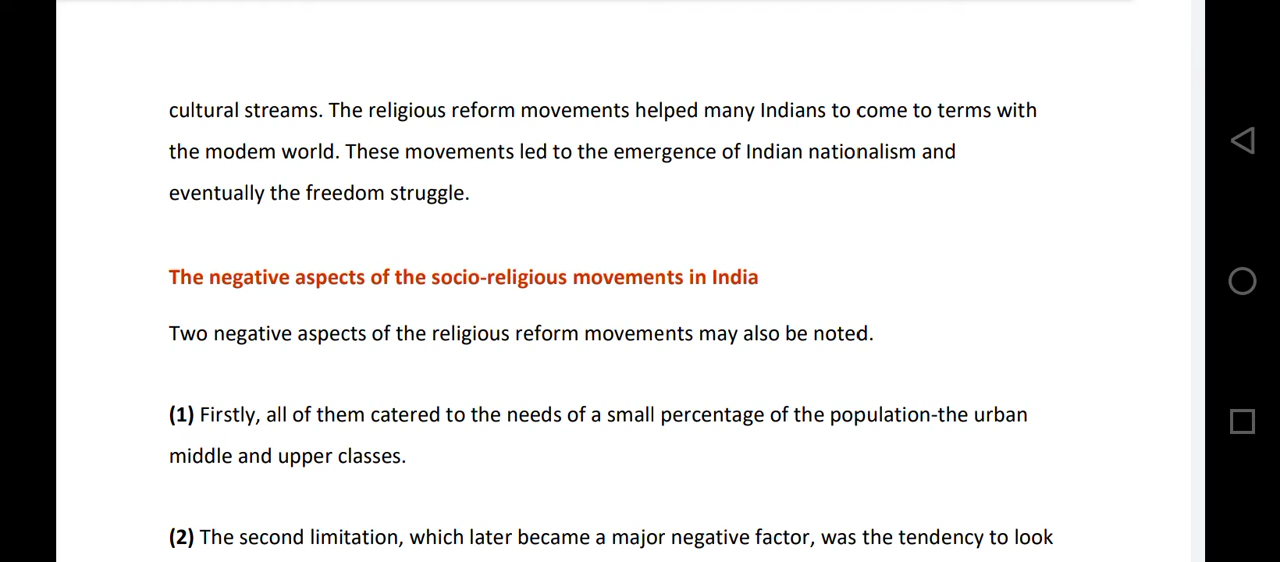 cultural streams. The religious reform movements helped many Indians to come to terms with
the modem world. These movements led to the emergence of Indian nationalism and
eventually the freedom struggle.
The negative aspects of the socio-religious movements in India
Two negative aspects of the religious reform movements may also be noted.
(1) Firstly, all of them catered to the needs of a small percentage of the population-the urban
middle and upper classes.
(2) The second limitation, which later became a major negative factor, was the tendency to look